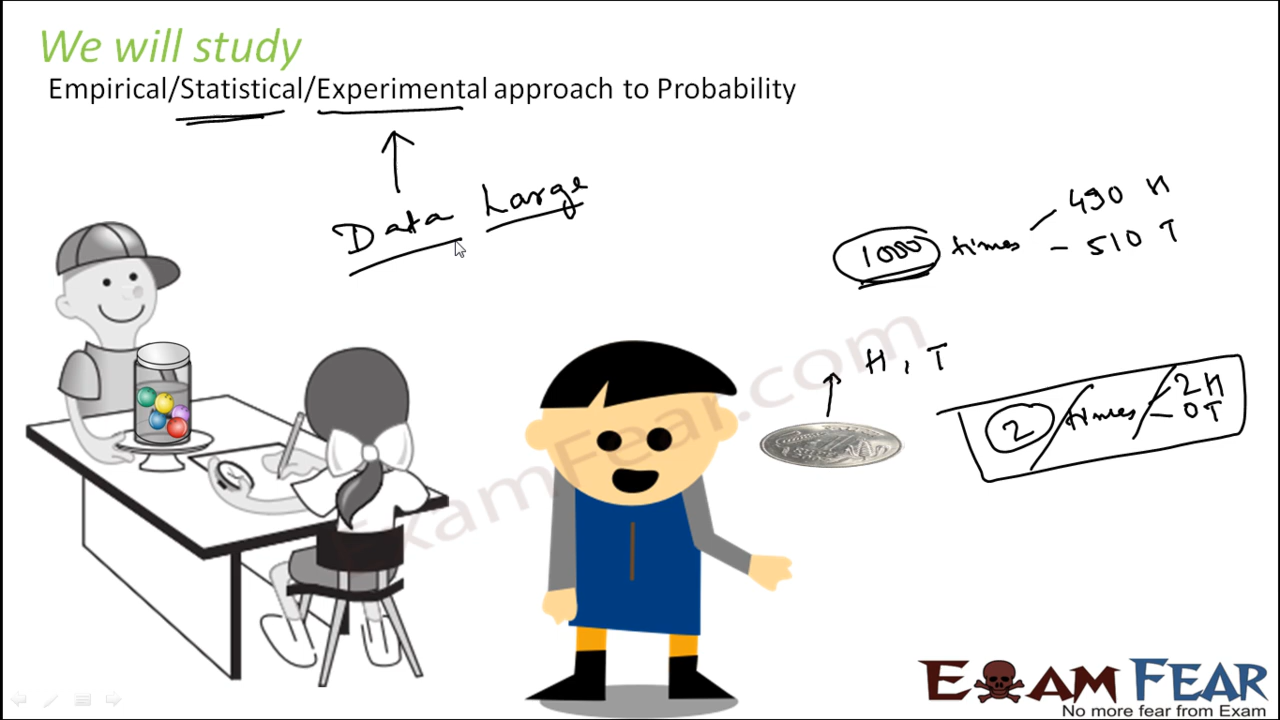 We will study
Empirical/Statistical/Experimental approach to Probability
Data Large
1000 times - 490 H
- 510 T
H, T
2 times - 2 H
- 0 T
ExamFear.com
EXAM FEAR
No more fear from Exam